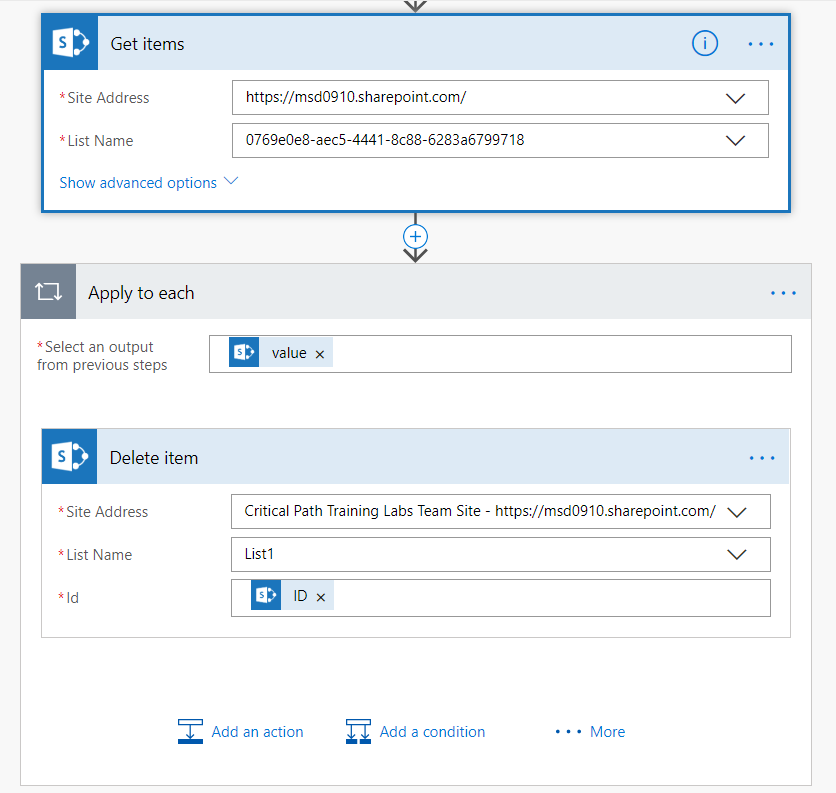 Get items
*Site Address https://msd0910.sharepoint.com/
*List Name 0769e0e8-aec5-4441-8c88-6283a6799718
Show advanced options
Apply to each
*Select an output
from previous steps
value ×
Delete item
*Site Address Critical Path Training Labs Team Site - https://msd0910.sharepoint.com/
*List Name List1
*Id ID ×
Add an action Add a condition ... More